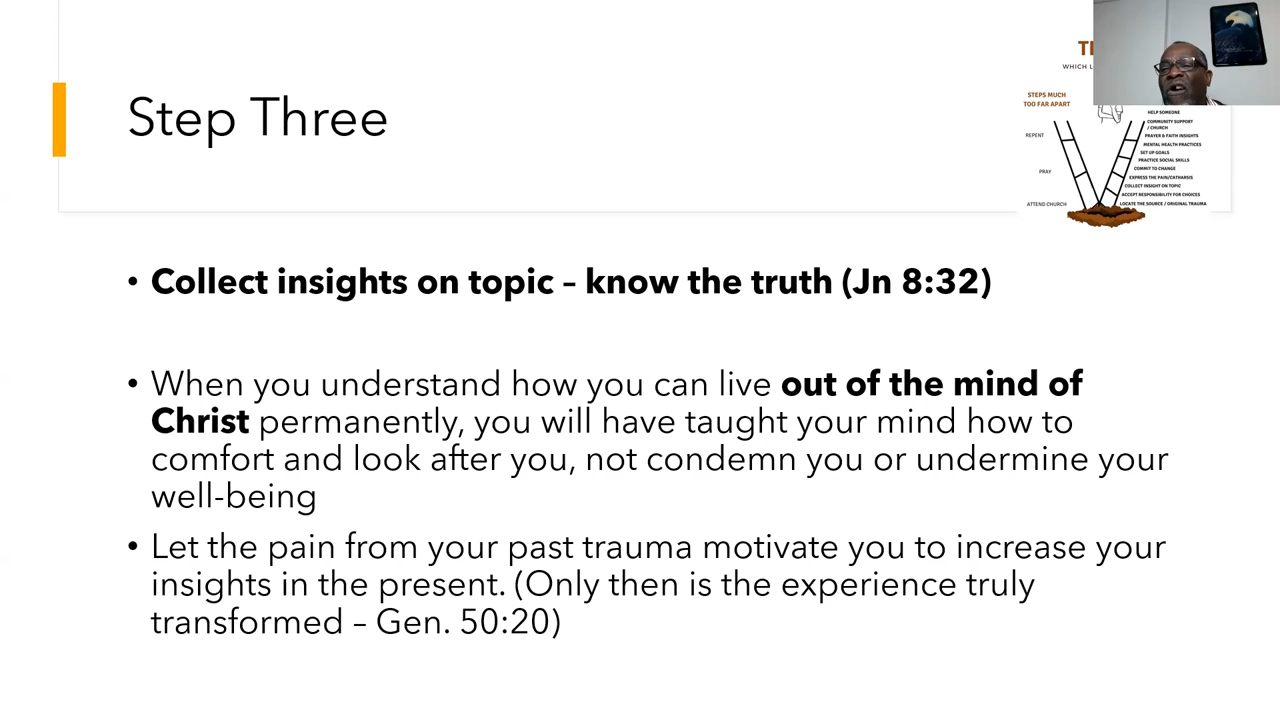 Step Three
WHICH L
STEPS MUCH
TOO FAR APART
REPENT
PRAY
ATTEND CHURCH
HELP SOMEONE
COMMUNITY SUPPORT
/ CHURCH
PRAYER & FAITH INSIGHTS
MENTAL HEALTH PRACTICES
SET UP GOALS
PRACTICE SOCIAL SKILLS
COMMIT TO CHANGE
EXPRESS THE PAIN/CATHARSIS
COLLECT INSIGHT ON TOPIC
ACCEPT RESPONSIBILITY FOR CHOICES
LOCATE THE SOURCE / ORIGINAL TRAUMA
• Collect insights on topic – know the truth (Jn 8:32)
• When you understand how you can live out of the mind of
Christ permanently, you will have taught your mind how to
comfort and look after you, not condemn you or undermine your
well-being
• Let the pain from your past trauma motivate you to increase your
insights in the present. (Only then is the experience truly
transformed – Gen. 50:20)